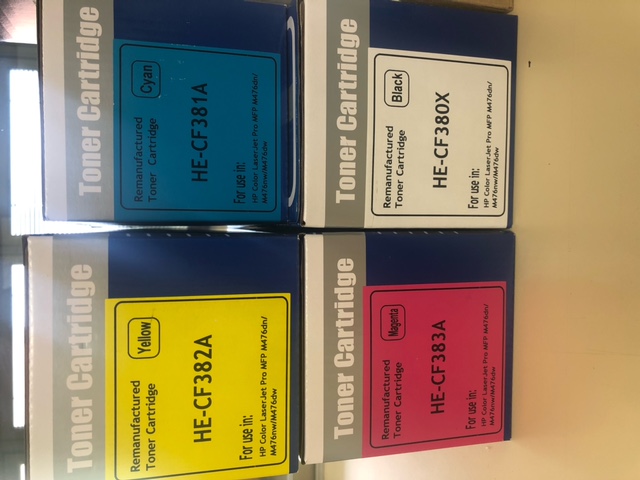 Toner Cartridge
Cyan
Remanufactured
Toner Cartridge
HE-CF381A
For use in:
HP Color LaserJet Pro MFP M476dn/
M476nw/M476dw
Toner Cartridge
Black
Remanufactured
Toner Cartridge
HE-CF380X
For use in:
HP Color LaserJet Pro MFP M476dn/
M476nw/M476dw
Toner Cartridge
Yellow
Remanufactured
Toner Cartridge
HE-CF382A
For use in:
HP Color LaserJet Pro MFP M476dn/
M476nw/M476dw
Toner Cartridge
Magenta
Remanufactured
Toner Cartridge
HE-CF383A
For use in:
HP Color LaserJet Pro MFP M476dn/
M476nw/M476dw